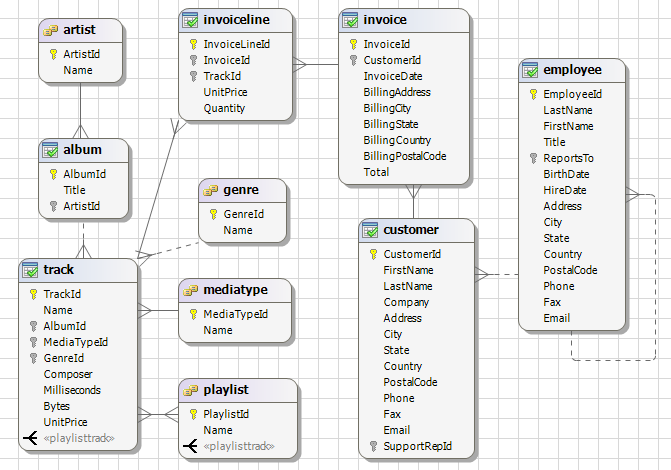 artist
ArtistId
Name
album
AlbumId
Title
ArtistId
track
TrackId
Name
AlbumId
MediaTypeId
GenreId
Composer
Milliseconds
Bytes
UnitPrice
«playlisttrack»
invoiceline
InvoiceLineId
InvoiceId
TrackId
UnitPrice
Quantity
genre
GenreId
Name
mediatype
MediaTypeId
Name
playlist
PlaylistId
Name
«playlisttrack»
invoice
InvoiceId
CustomerId
InvoiceDate
BillingAddress
BillingCity
BillingState
BillingCountry
BillingPostalCode
Total
customer
CustomerId
FirstName
LastName
Company
Address
City
State
Country
PostalCode
Phone
Fax
Email
SupportRepId
employee
EmployeeId
LastName
FirstName
Title
ReportsTo
BirthDate
HireDate
Address
City
State
Country
PostalCode
Phone
Fax
Email